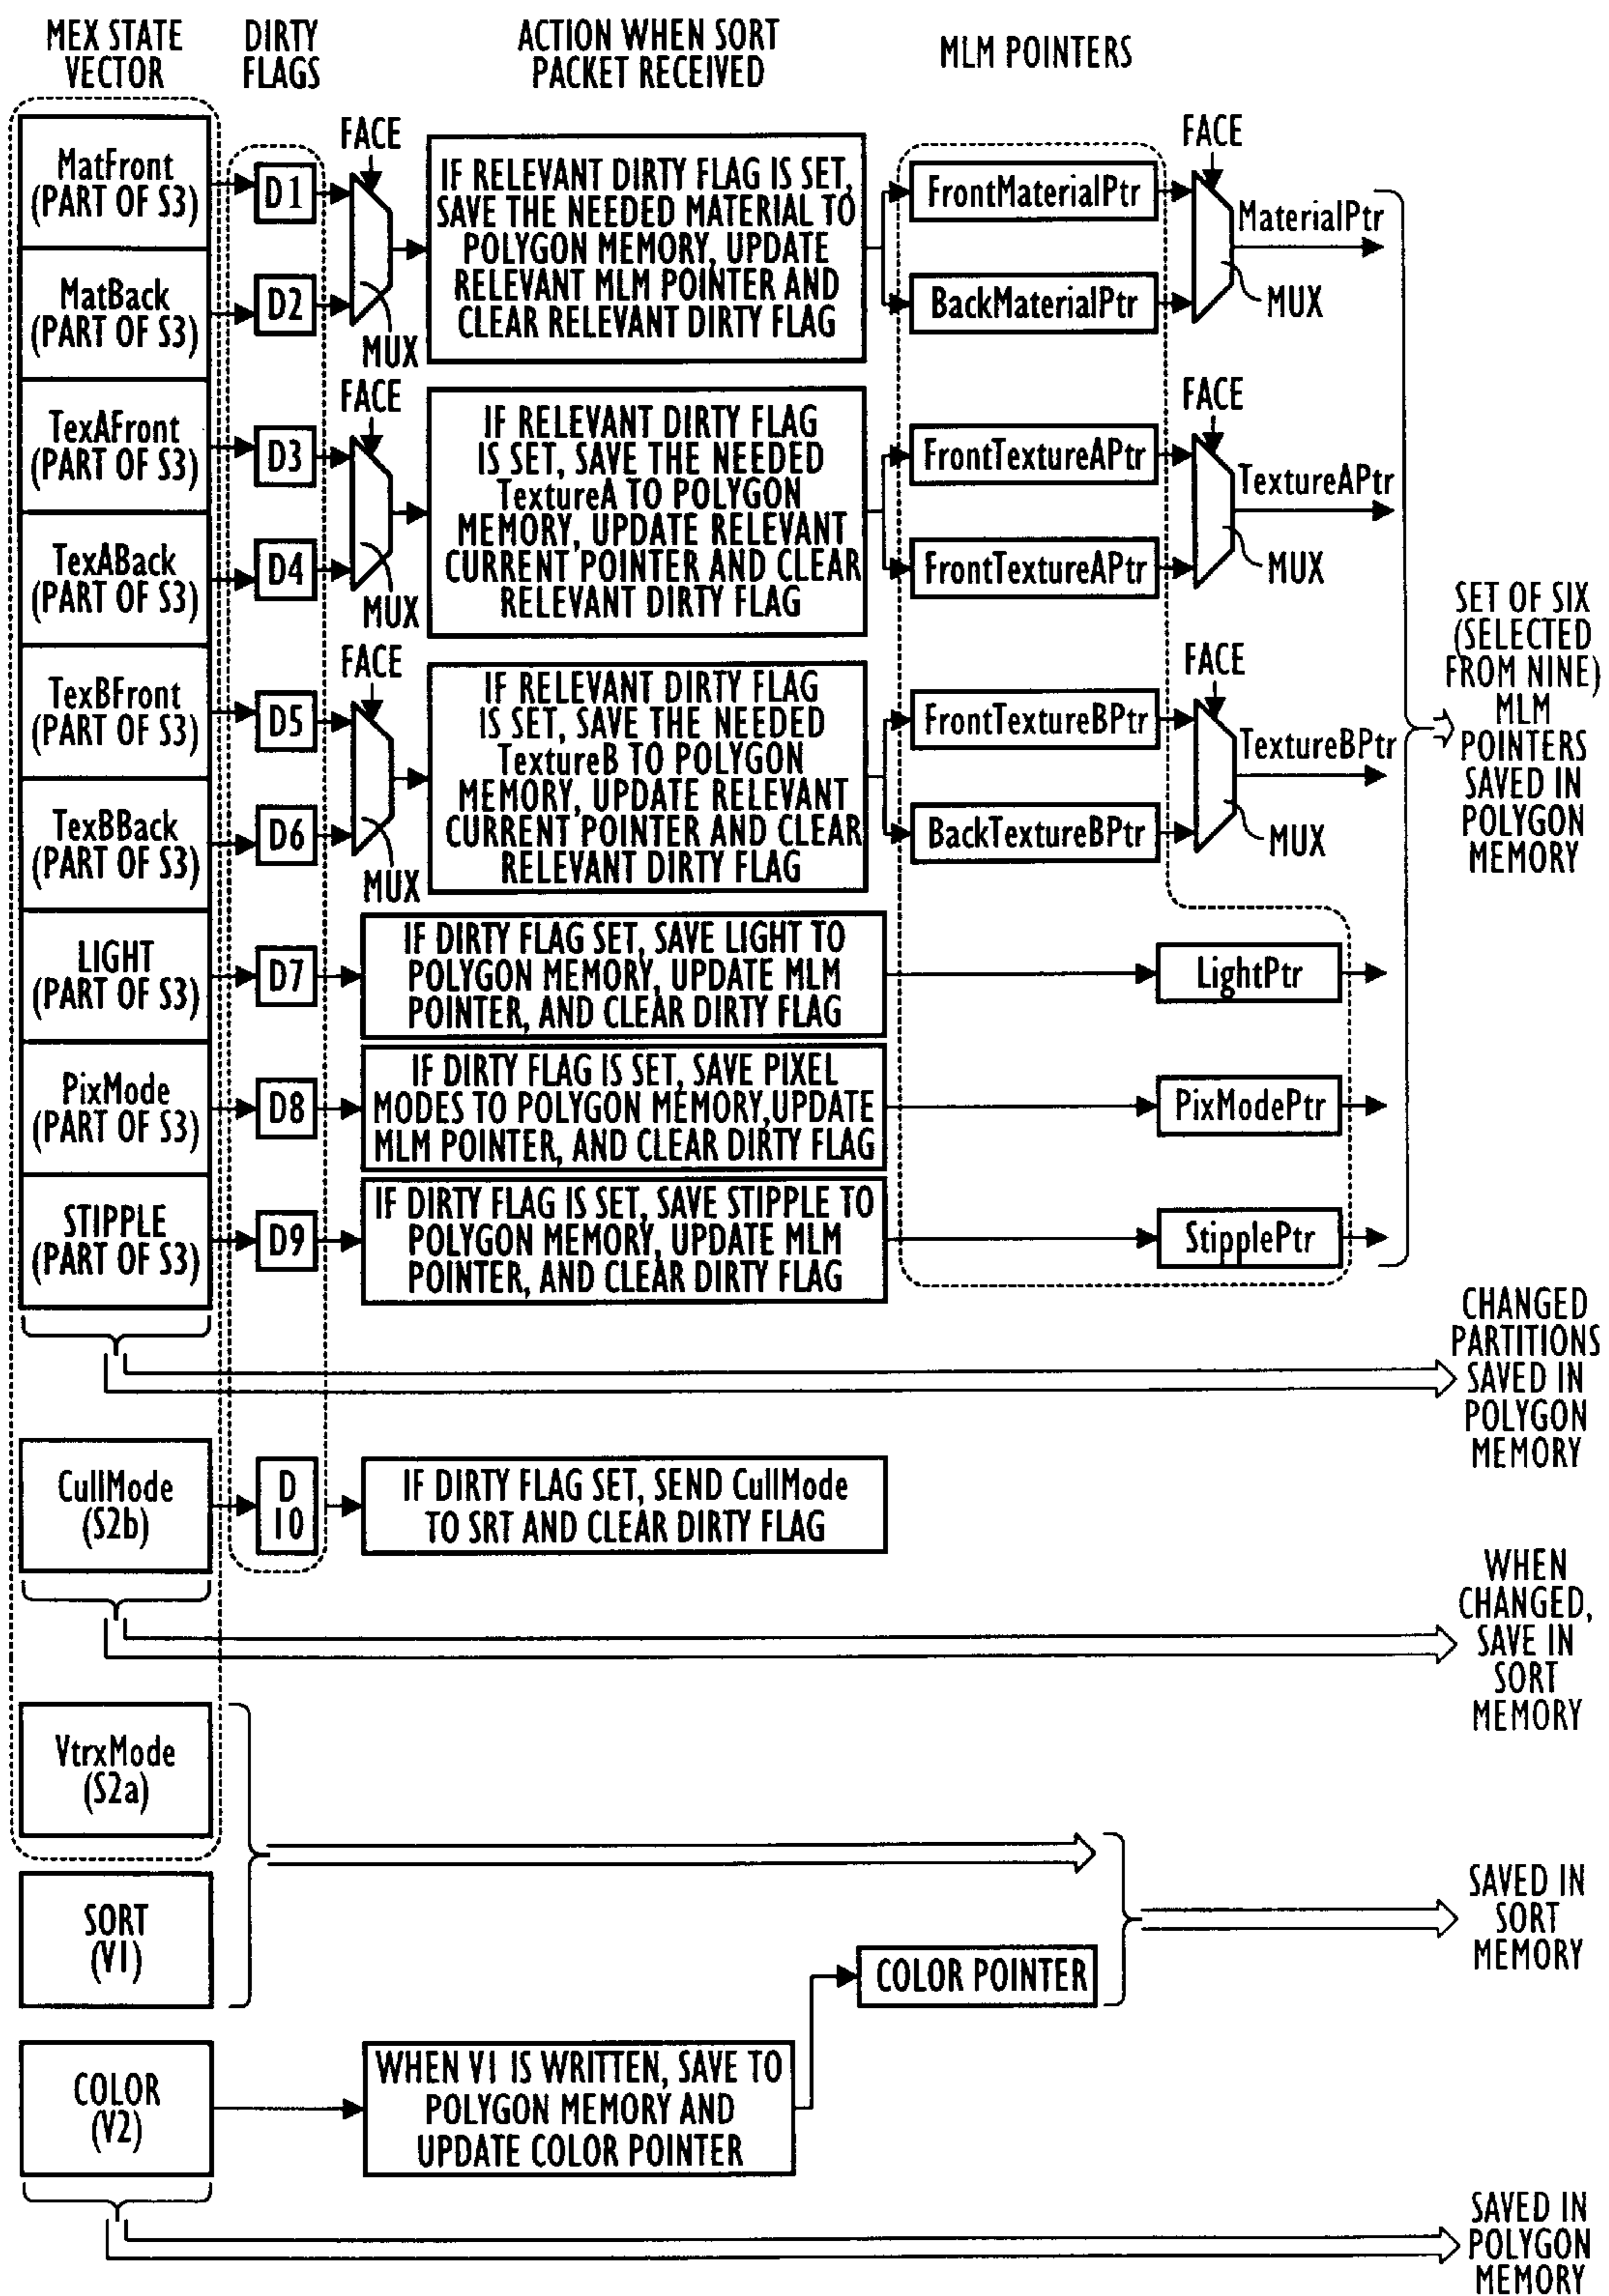 MEX STATE
VECTOR
DIRTY
FLAGS
ACTION WHEN SORT
PACKET RECEIVED
MLM POINTERS
MatFront
(PART OF S3)
D1
FACE
IF RELEVANT DIRTY FLAG IS SET,
SAVE THE NEEDED MATERIAL TO
POLYGON MEMORY, UPDATE
RELEVANT MLM POINTER AND
CLEAR RELEVANT DIRTY FLAG
FrontMaterialPtr
FACE
MaterialPtr
MatBack
(PART OF S3)
D2
MUX
BackMaterialPtr
MUX
TexAFront
(PART OF S3)
D3
FACE
IF RELEVANT DIRTY FLAG
IS SET, SAVE THE NEEDED
TextureA TO POLYGON
MEMORY, UPDATE RELEVANT
CURRENT POINTER AND CLEAR
RELEVANT DIRTY FLAG
FrontTextureAPtr
FACE
TextureAPtr
TexABack
(PART OF S3)
D4
MUX
FrontTextureAPtr
MUX
SET OF SIX
(SELECTED
FROM NINE)
MLM
POINTERS
SAVED IN
POLYGON
MEMORY
TexBFront
(PART OF S3)
D5
FACE
IF RELEVANT DIRTY FLAG
IS SET, SAVE THE NEEDED
TextureB TO POLYGON
MEMORY, UPDATE RELEVANT
CURRENT POINTER AND CLEAR
RELEVANT DIRTY FLAG
FrontTextureBPtr
FACE
TextureBPtr
TexBBack
(PART OF S3)
D6
MUX
BackTextureBPtr
MUX
LIGHT
(PART OF S3)
D7
IF DIRTY FLAG SET, SAVE LIGHT TO
POLYGON MEMORY, UPDATE MLM
POINTER, AND CLEAR DIRTY FLAG
LightPtr
PixMode
(PART OF S3)
D8
IF DIRTY FLAG IS SET, SAVE PIXEL
MODES TO POLYGON MEMORY,UPDATE
MLM POINTER, AND CLEAR DIRTY FLAG
PixModePtr
STIPPLE
(PART OF S3)
D9
IF DIRTY FLAG IS SET, SAVE STIPPLE TO
POLYGON MEMORY, UPDATE MLM
POINTER, AND CLEAR DIRTY FLAG
StipplePtr
CHANGED
PARTITIONS
SAVED IN
POLYGON
MEMORY
CullMode
(S2b)
D
10
IF DIRTY FLAG SET, SEND CullMode
TO SRT AND CLEAR DIRTY FLAG
WHEN
CHANGED,
SAVE IN
SORT
MEMORY
VtrxMode
(S2a)
SORT
(V1)
COLOR POINTER
SAVED IN
SORT
MEMORY
COLOR
(V2)
WHEN V1 IS WRITTEN, SAVE TO
POLYGON MEMORY AND
UPDATE COLOR POINTER
SAVED IN
POLYGON
MEMORY